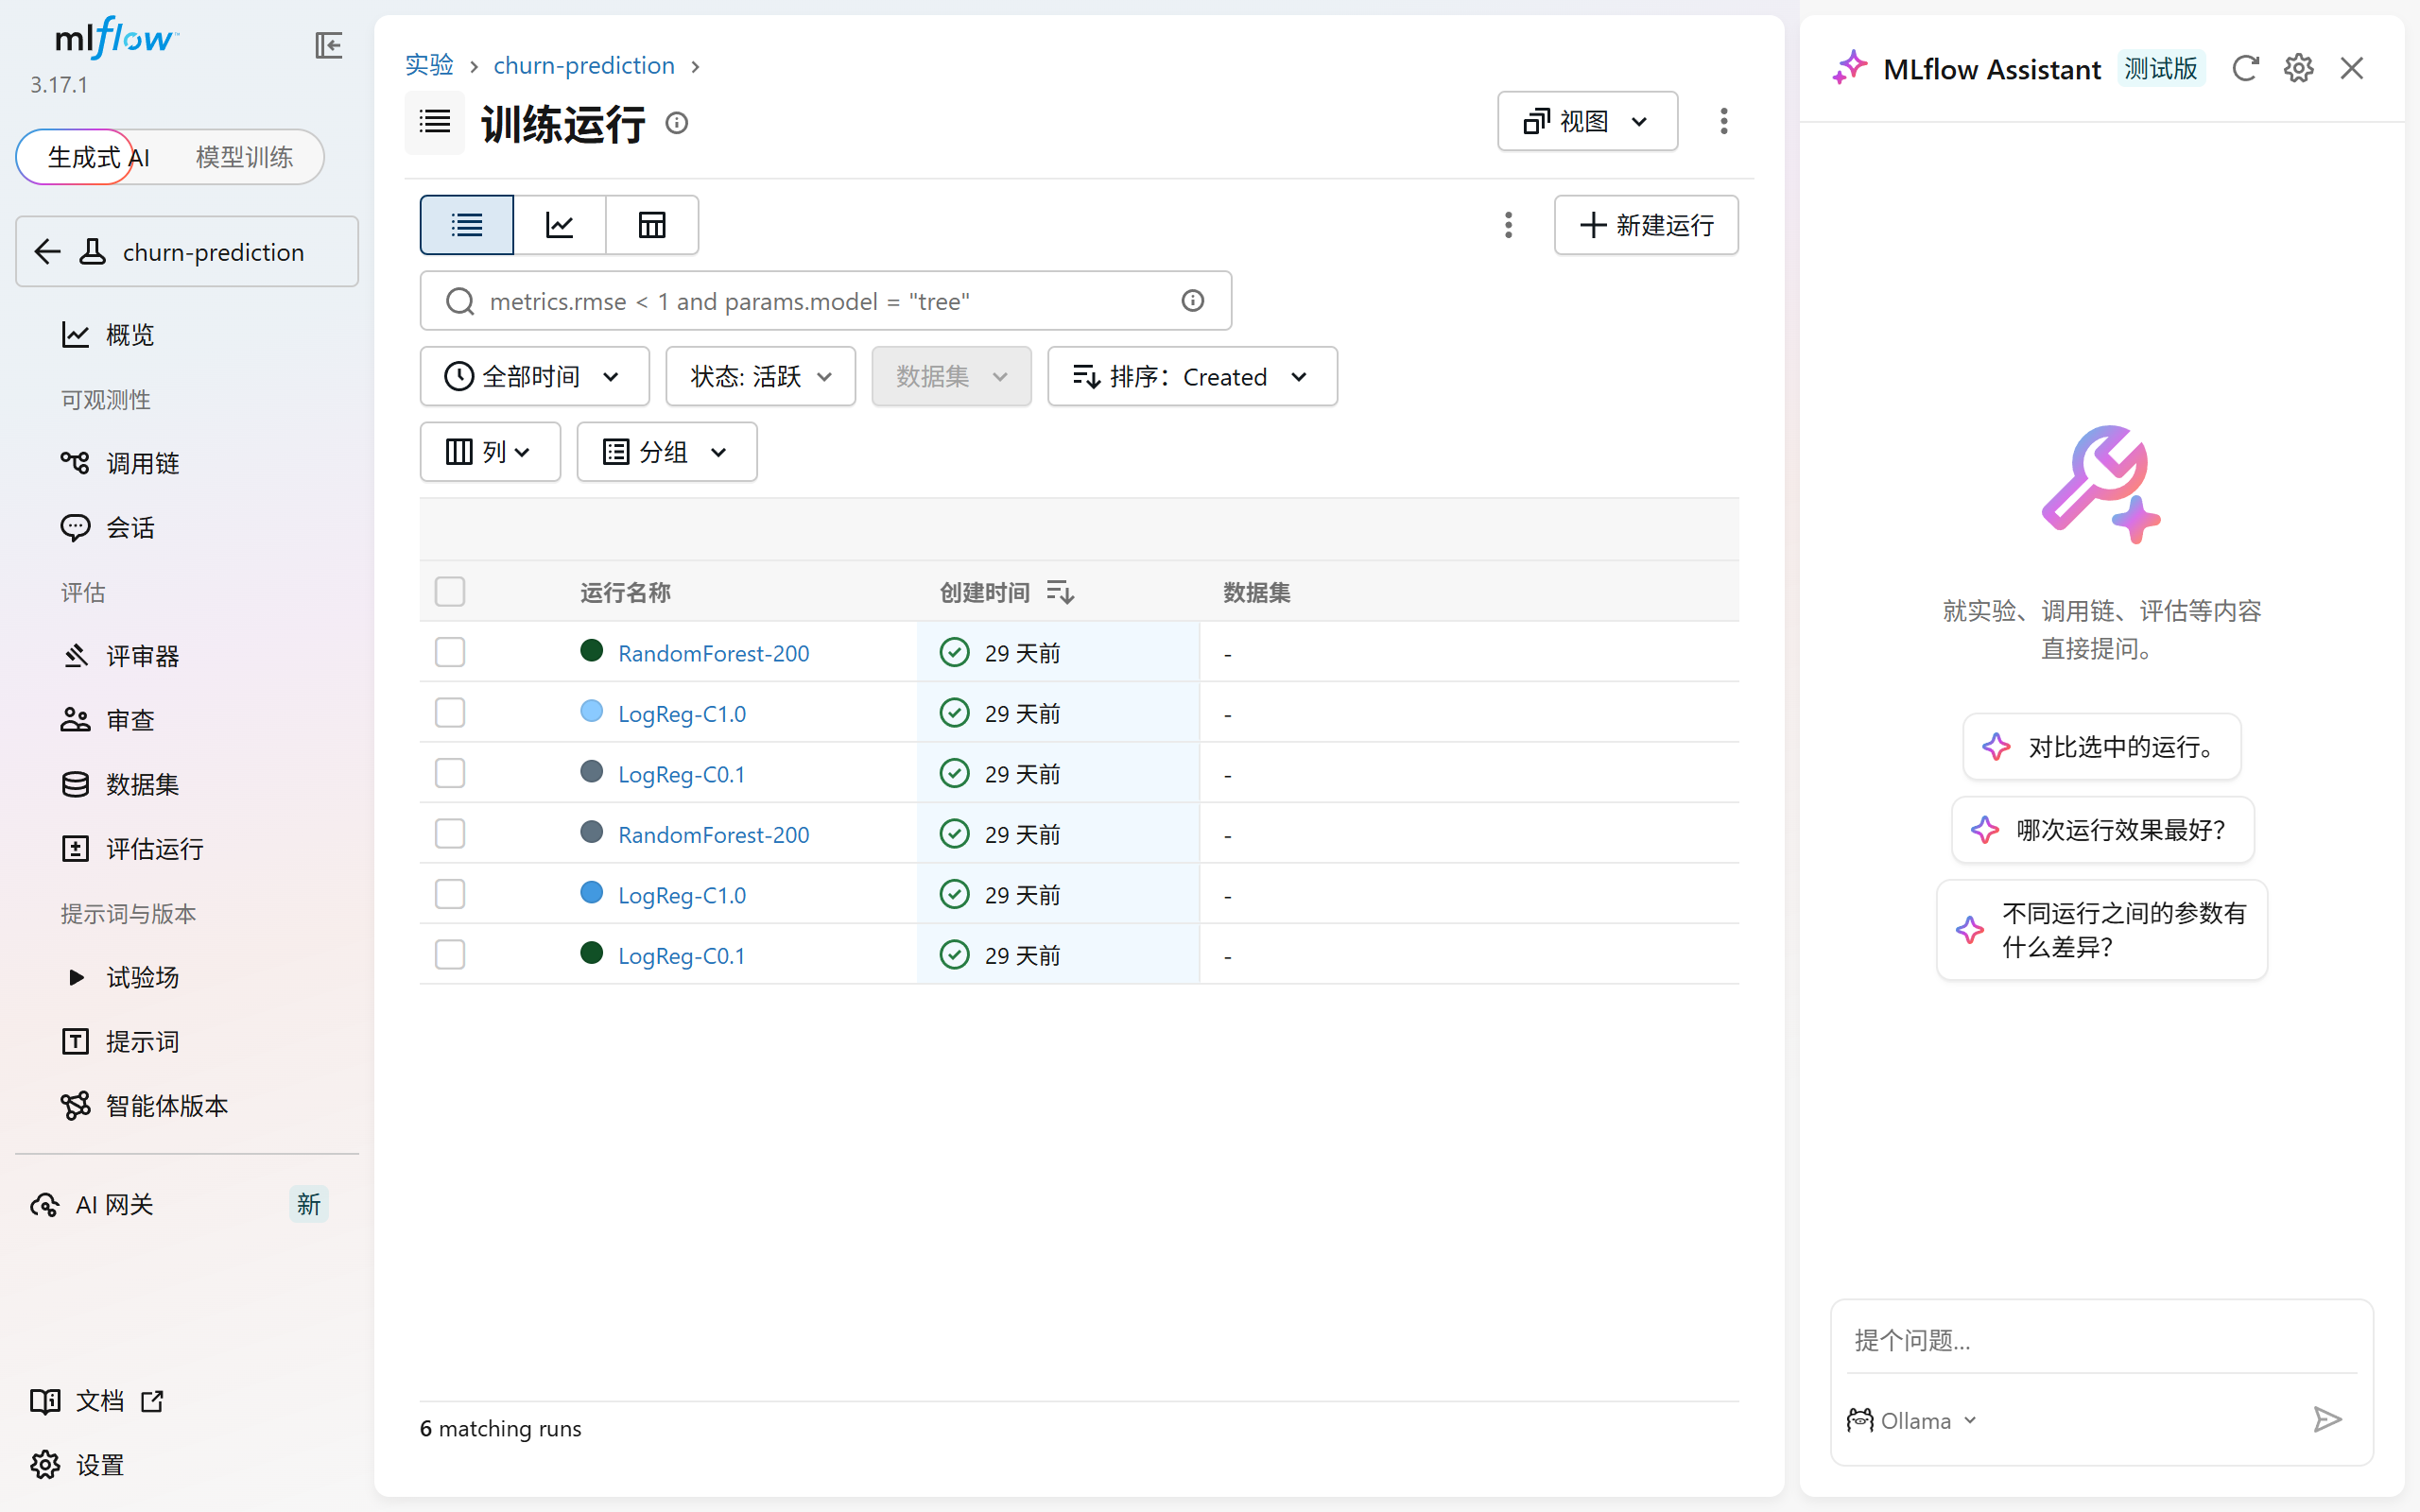 mlflow
3.17.1
生成式 AI
模型训练
churn-prediction
概览
可观测性
调用链
会话
评估
评审器
审查
数据集
评估运行
提示词与版本
试验场
提示词
智能体版本
AI 网关
新
文档
设置
实验 › churn-prediction ›
训练运行
视图
新建运行
metrics.rmse < 1 and params.model = "tree"
全部时间
状态: 活跃
数据集
排序：Created
列
分组
运行名称 创建时间 数据集
RandomForest-200 29 天前 -
LogReg-C1.0 29 天前 -
LogReg-C0.1 29 天前 -
RandomForest-200 29 天前 -
LogReg-C1.0 29 天前 -
LogReg-C0.1 29 天前 -
6 matching runs
MLflow Assistant 测试版
就实验、调用链、评估等内容
直接提问。
对比选中的运行。
哪次运行效果最好？
不同运行之间的参数有
什么差异？
提个问题...
Ollama